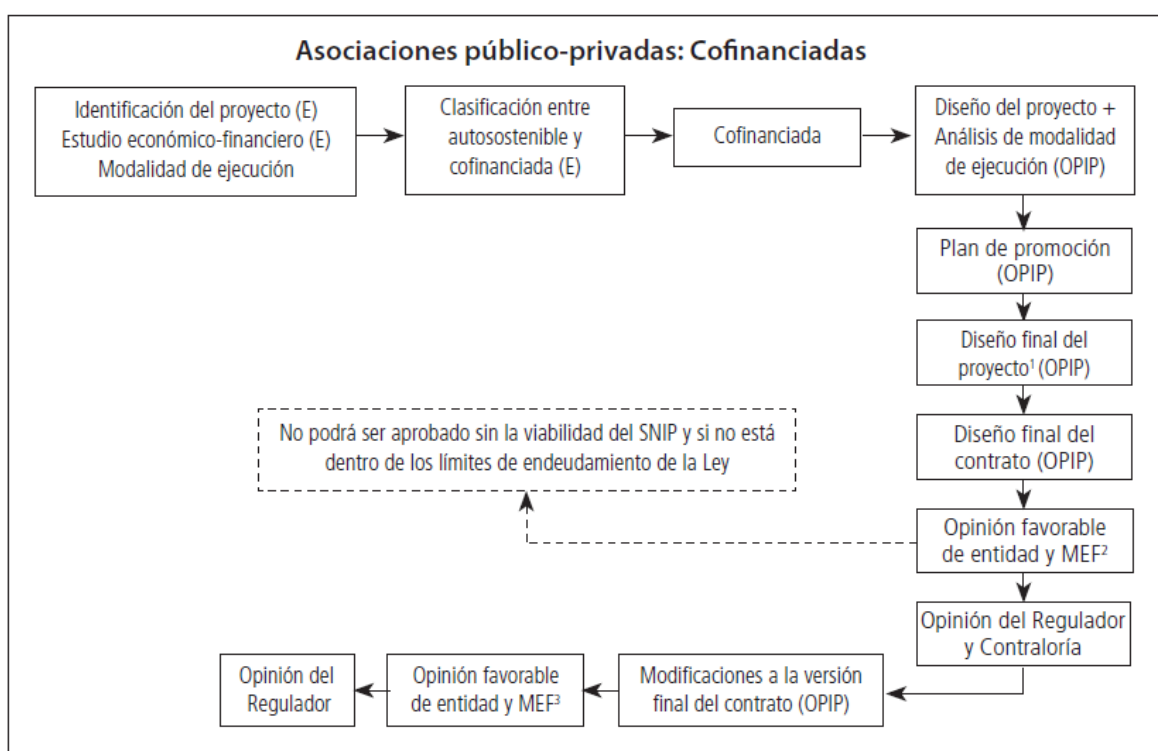 Asociaciones público-privadas: Cofinanciadas
Identificación del proyecto (E)
Estudio económico-financiero (E)
Modalidad de ejecución
Clasificación entre
autosostenible y
cofinanciada (E)
Cofinanciada
Diseño del proyecto +
Análisis de modalidad
de ejecución (OPIP)
Plan de promoción
(OPIP)
Diseño final del
proyecto¹ (OPIP)
Diseño final del
contrato (OPIP)
No podrá ser aprobado sin la viabilidad del SNIP y si no está
dentro de los límites de endeudamiento de la Ley
Opinión favorable
de entidad y MEF²
Opinión del Regulador
y Contraloría
Modificaciones a la versión
final del contrato (OPIP)
Opinión favorable
de entidad y MEF³
Opinión del
Regulador